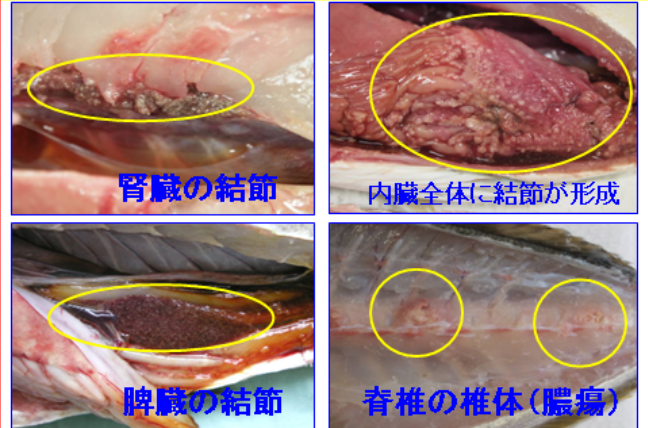 腎臓の結節
内臓全体に結節が形成
脾臓の結節
脊椎の椎体（膿瘍）